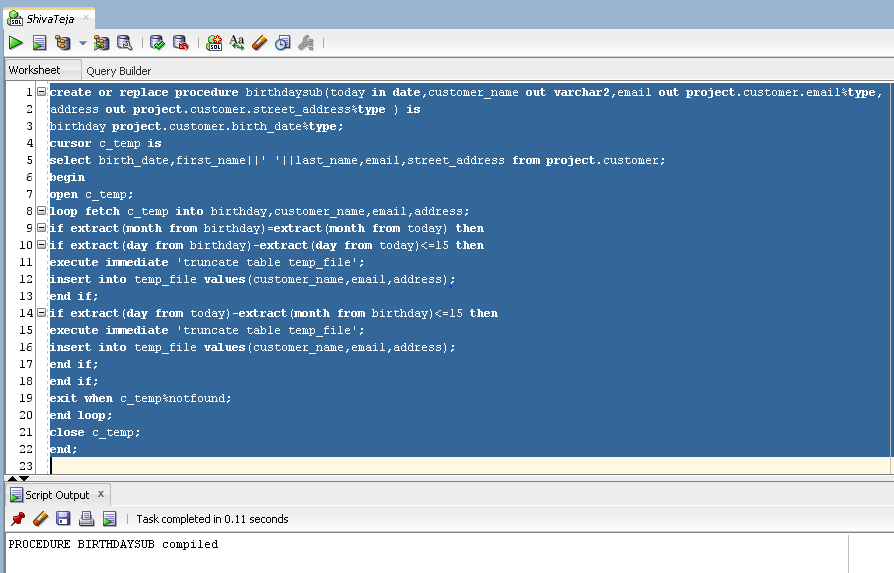 SQL ShivaTeja ×
Aa
Worksheet Query Builder
1 create or replace procedure birthdaysub(today in date,customer_name out varchar2,email out project.customer.email%type,
2 address out project.customer.street_address%type ) is
3 birthday project.customer.birth_date%type;
4 cursor c_temp is
5 select birth_date,first_name||' '||last_name,email,street_address from project.customer;
6 begin
7 open c_temp;
8 loop fetch c_temp into birthday,customer_name,email,address;
9 if extract(month from birthday)=extract(month from today) then
10 if extract(day from birthday)-extract(day from today)<=15 then
11 execute immediate 'truncate table temp_file';
12 insert into temp_file values(customer_name,email,address);
13 end if;
14 if extract(day from today)-extract(month from birthday)<=15 then
15 execute immediate 'truncate table temp_file';
16 insert into temp_file values(customer_name,email,address);
17 end if;
18 end if;
19 exit when c_temp%notfound;
20 end loop;
21 close c_temp;
22 end;
23
Script Output ×
Task completed in 0.11 seconds
PROCEDURE BIRTHDAYSUB compiled